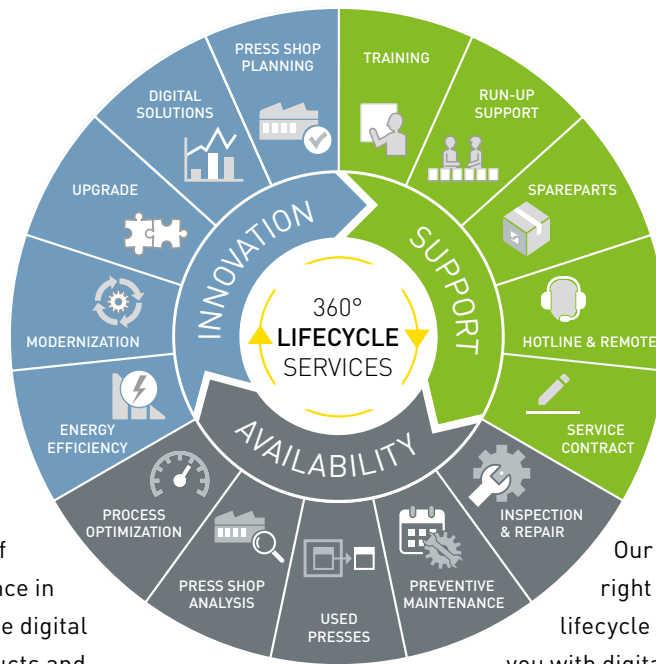 PRESS SHOP
PLANNING
TRAINING
RUN-UP
SUPPORT
SPAREPARTS
HOTLINE & REMOTE
SERVICE
CONTRACT
INSPECTION
& REPAIR
PREVENTIVE
MAINTENANCE
USED
PRESSES
PRESS SHOP
ANALYSIS
PROCESS
OPTIMIZATION
ENERGY
EFFICIENCY
MODERNIZATION
UPGRADE
DIGITAL
SOLUTIONS
INNOVATION
SUPPORT
AVAILABILITY
360°
LIFECYCLE
SERVICES
in
digital
and
Our
right
lifecycle
you with